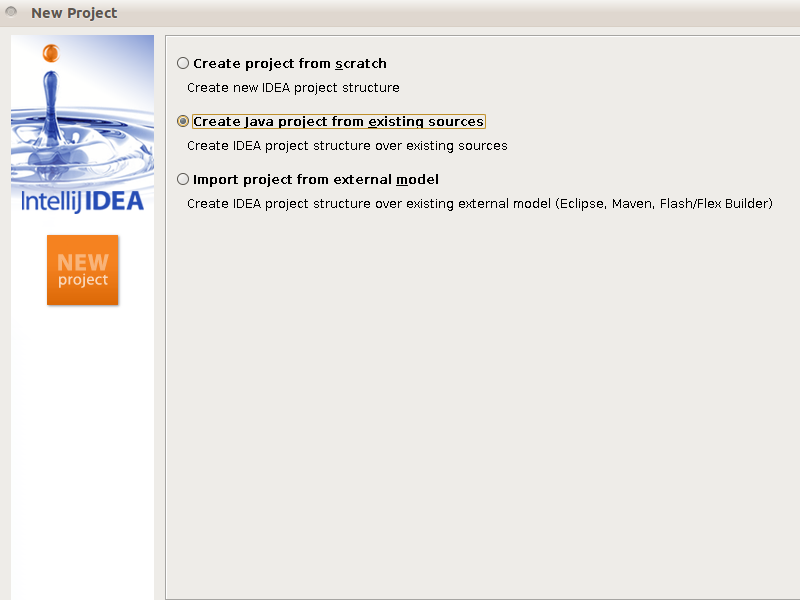 New Project
IntellijIDEA
NEW
project
Create project from scratch
Create new IDEA project structure
Create Java project from existing sources
Create IDEA project structure over existing sources
Import project from external model
Create IDEA project structure over existing external model (Eclipse, Maven, Flash/Flex Builder)